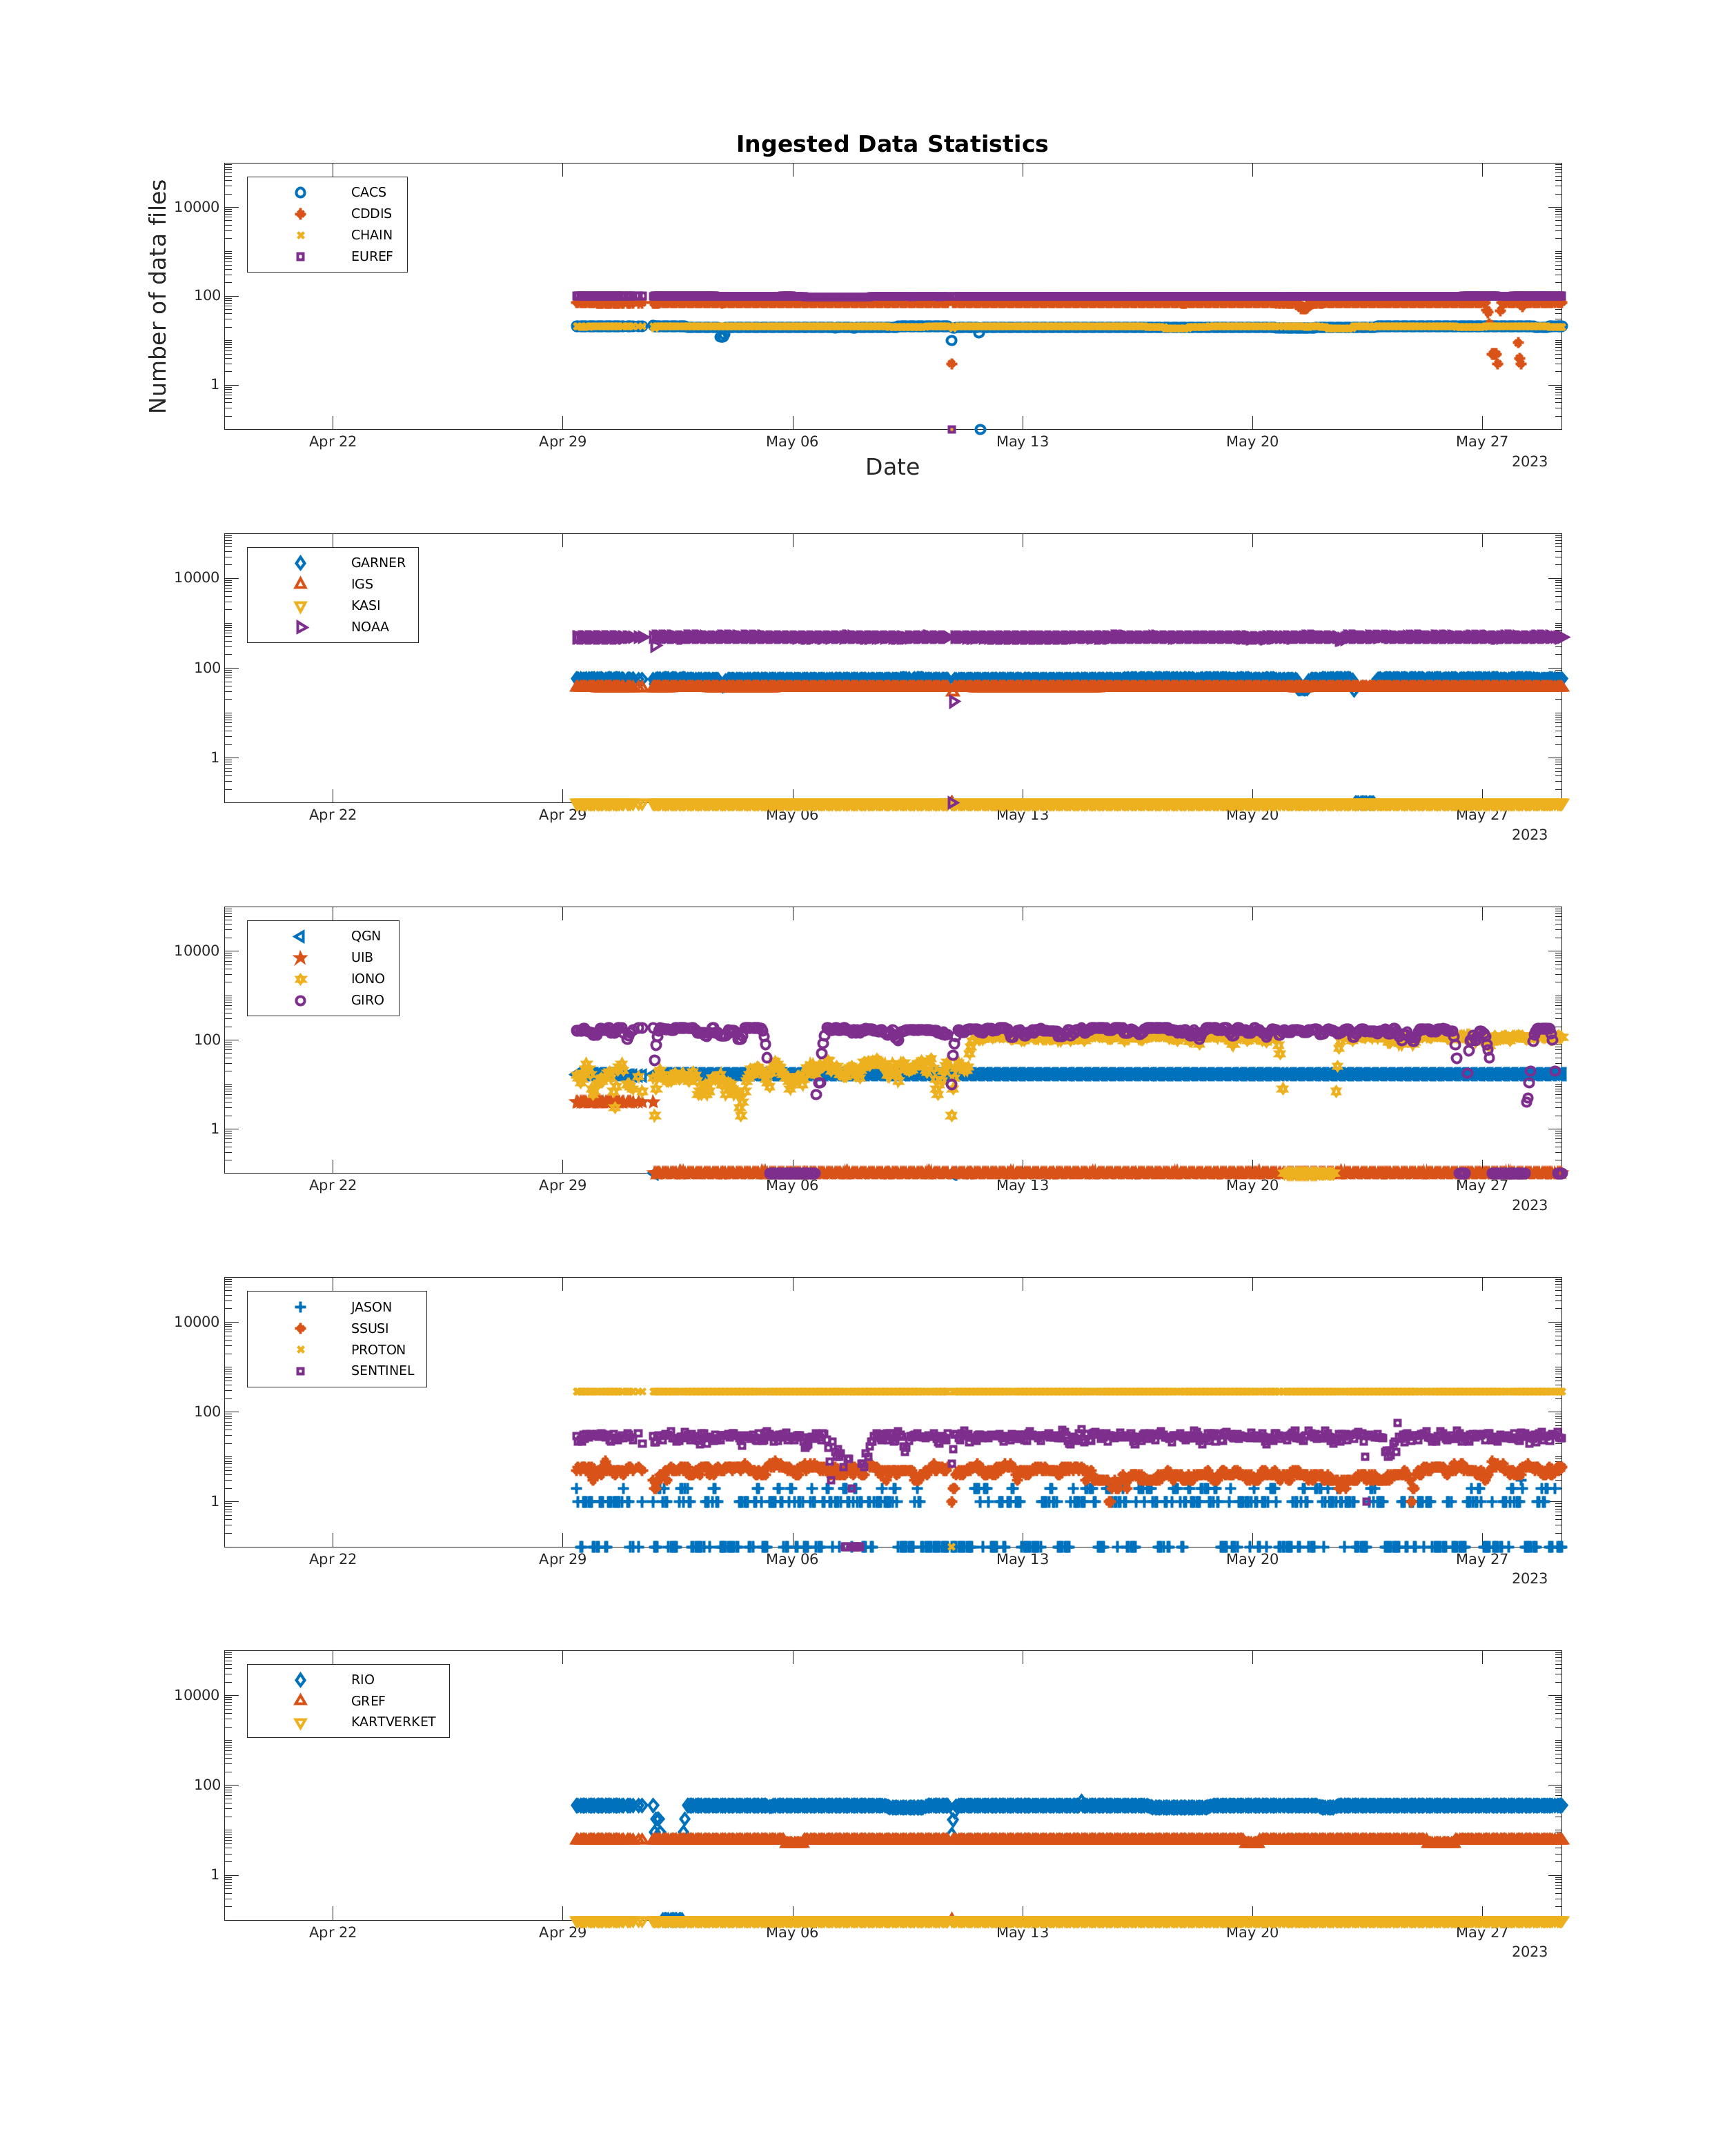 Ingested Data Statistics
Number of data files
10000
100
1
CACS
CDDIS
CHAIN
EUREF
Apr 22 Apr 29 May 06 May 13 May 20 May 27
2023
Date
10000
100
1
GARNER
IGS
KASI
NOAA
Apr 22 Apr 29 May 06 May 13 May 20 May 27
2023
10000
100
1
QGN
UIB
IONO
GIRO
Apr 22 Apr 29 May 06 May 13 May 20 May 27
2023
10000
100
1
JASON
SSUSI
PROTON
SENTINEL
Apr 22 Apr 29 May 06 May 13 May 20 May 27
2023
10000
100
1
RIO
GREF
KARTVERKET
Apr 22 Apr 29 May 06 May 13 May 20 May 27
2023